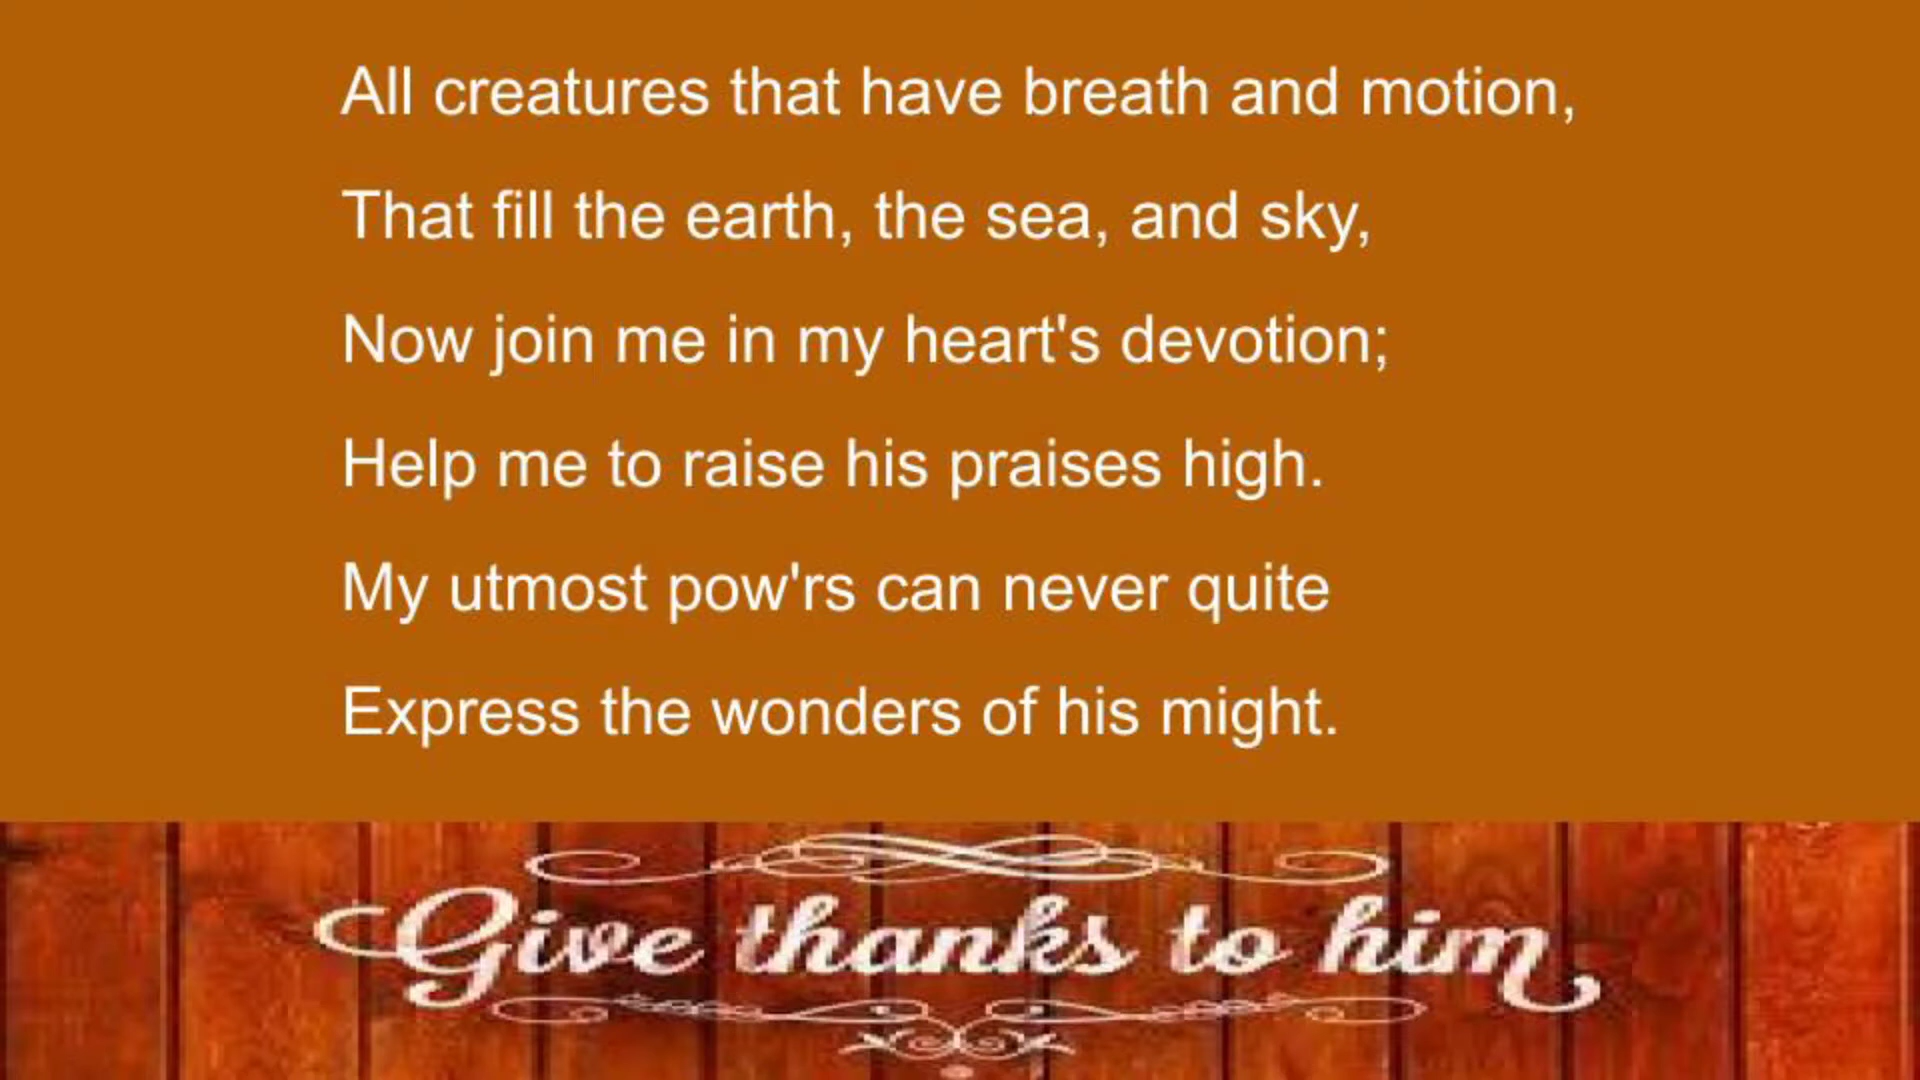 All creatures that have breath and motion,
That fill the earth, the sea, and sky,
Now join me in my heart's devotion;
Help me to raise his praises high.
My utmost pow'rs can never quite
Express the wonders of his might.
Give thanks to him